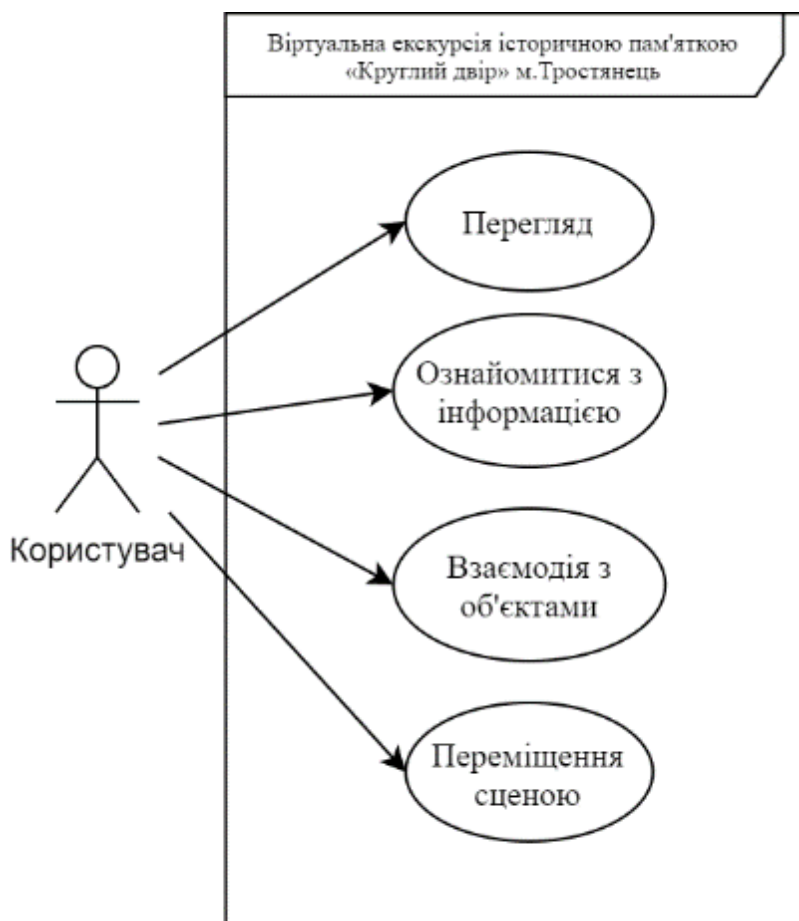 Віртуальна екскурсія історичною пам'яткою
«Круглий двір» м.Тростянець
Перегляд
Ознайомитися з
інформацією
Користувач
Взаємодія з
об'єктами
Переміщення
сценою